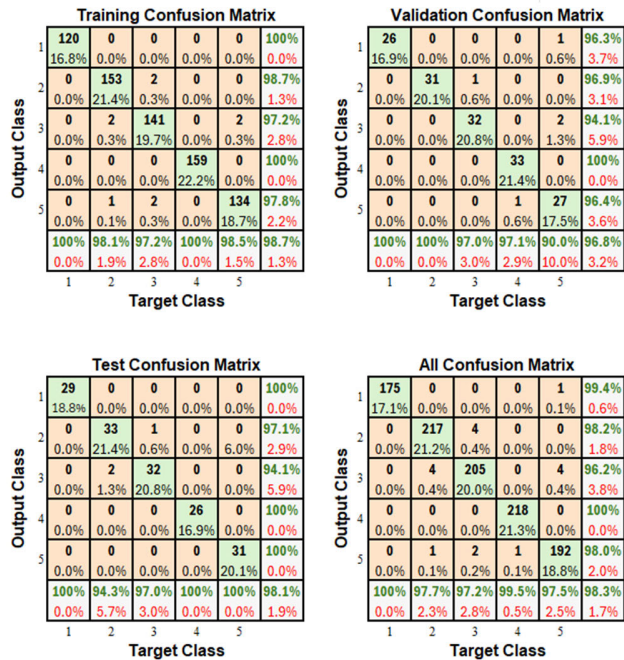 Training Confusion Matrix
Output Class
1
120 0 0 0 0 100%
16.8% 0.0% 0.0% 0.0% 0.0% 0.0%
2
0 153 2 0 0 98.7%
0.0% 21.4% 0.3% 0.0% 0.0% 1.3%
3
0 2 141 0 2 97.2%
0.0% 0.3% 19.7% 0.0% 0.3% 2.8%
4
0 0 0 159 0 100%
0.0% 0.0% 0.0% 22.2% 0.0% 0.0%
5
0 1 2 0 134 97.8%
0.0% 0.1% 0.3% 0.0% 18.7% 2.2%
100% 98.1% 97.2% 100% 98.5% 98.7%
0.0% 1.9% 2.8% 0.0% 1.5% 1.3%
1 2 3 4 5
Target Class
Validation Confusion Matrix
Output Class
1
26 0 0 0 1 96.3%
16.9% 0.0% 0.0% 0.0% 0.6% 3.7%
2
0 31 1 0 0 96.9%
0.0% 20.1% 0.6% 0.0% 0.0% 3.1%
3
0 0 32 0 2 94.1%
0.0% 0.0% 20.8% 0.0% 1.3% 5.9%
4
0 0 0 33 0 100%
0.0% 0.0% 0.0% 21.4% 0.0% 0.0%
5
0 0 0 1 27 96.4%
0.0% 0.0% 0.0% 0.6% 17.5% 3.6%
100% 100% 97.0% 97.1% 90.0% 96.8%
0.0% 0.0% 3.0% 2.9% 10.0% 3.2%
1 2 3 4 5
Target Class
Test Confusion Matrix
Output Class
1
29 0 0 0 0 100%
18.8% 0.0% 0.0% 0.0% 0.0% 0.0%
2
0 33 1 0 0 97.1%
0.0% 21.4% 0.6% 0.0% 6.0% 2.9%
3
0 2 32 0 0 94.1%
0.0% 1.3% 20.8% 0.0% 0.0% 5.9%
4
0 0 0 26 0 100%
0.0% 0.0% 0.0% 16.9% 0.0% 0.0%
5
0 0 0 0 31 100%
0.0% 0.0% 0.0% 0.0% 20.1% 0.0%
100% 94.3% 97.0% 100% 100% 98.1%
0.0% 5.7% 3.0% 0.0% 0.0% 1.9%
1 2 3 4 5
Target Class
All Confusion Matrix
Output Class
1
175 0 0 0 1 99.4%
17.1% 0.0% 0.0% 0.0% 0.1% 0.6%
2
0 217 4 0 0 98.2%
0.0% 21.2% 0.4% 0.0% 0.0% 1.8%
3
0 4 205 0 4 96.2%
0.0% 0.4% 20.0% 0.0% 0.4% 3.8%
4
0 0 0 218 0 100%
0.0% 0.0% 0.0% 21.3% 0.0% 0.0%
5
0 1 2 1 192 98.0%
0.0% 0.1% 0.2% 0.1% 18.8% 2.0%
100% 97.7% 97.2% 99.5% 97.5% 98.3%
0.0% 2.3% 2.8% 0.5% 2.5% 1.7%
1 2 3 4 5
Target Class